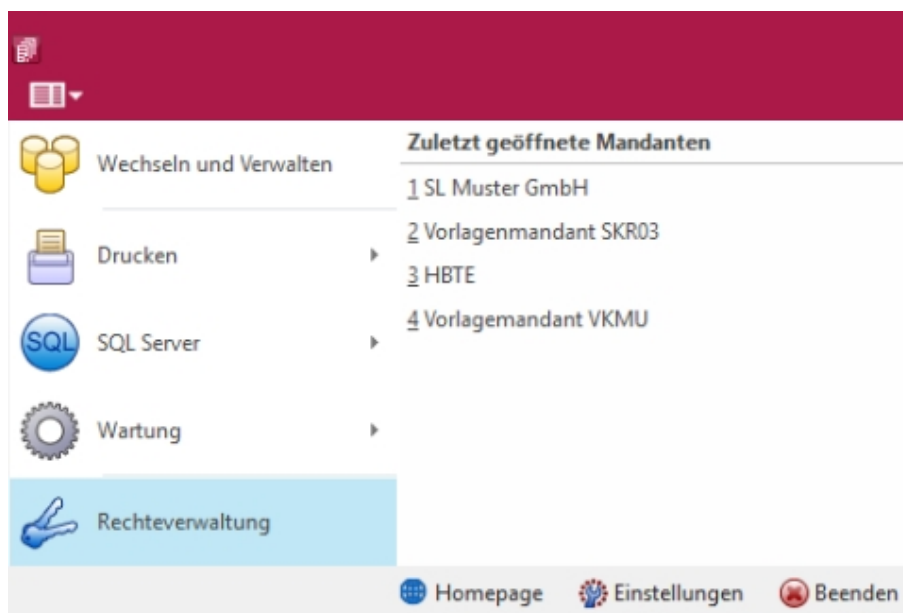 Wechseln und Verwalten
Drucken
SQL
SQL Server
Wartung
Rechteverwaltung
Zuletzt geöffnete Mandanten
1 SL Muster GmbH
2 Vorlagenmandant SKR03
3 HBTE
4 Vorlagemandant VKMU
Homepage Einstellungen Beenden